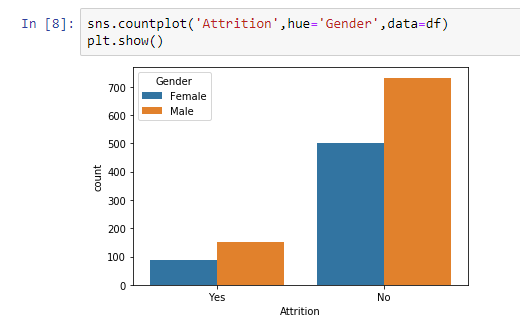 In [8]: sns.countplot('Attrition',hue='Gender',data=df)
plt.show()
Gender
Female
Male
700
600
500
400
300
200
100
0
count
Yes No
Attrition